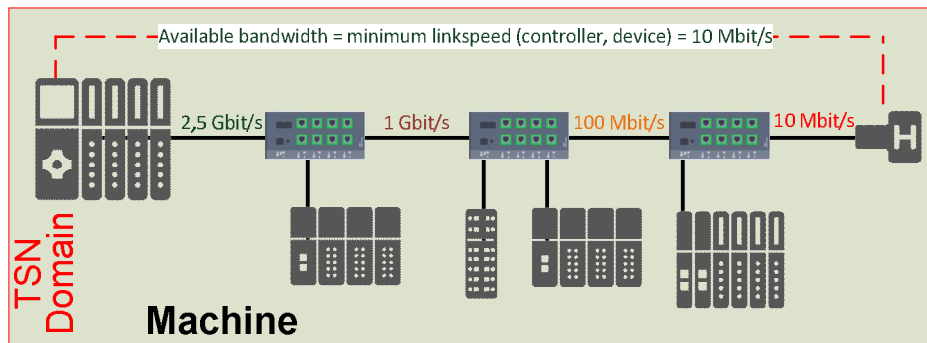 Available bandwidth = minimum linkspeed (controller, device) = 10 Mbit/s
2,5 Gbit/s
1 Gbit/s
100 Mbit/s
10 Mbit/s
H
TSN
Domain
Machine